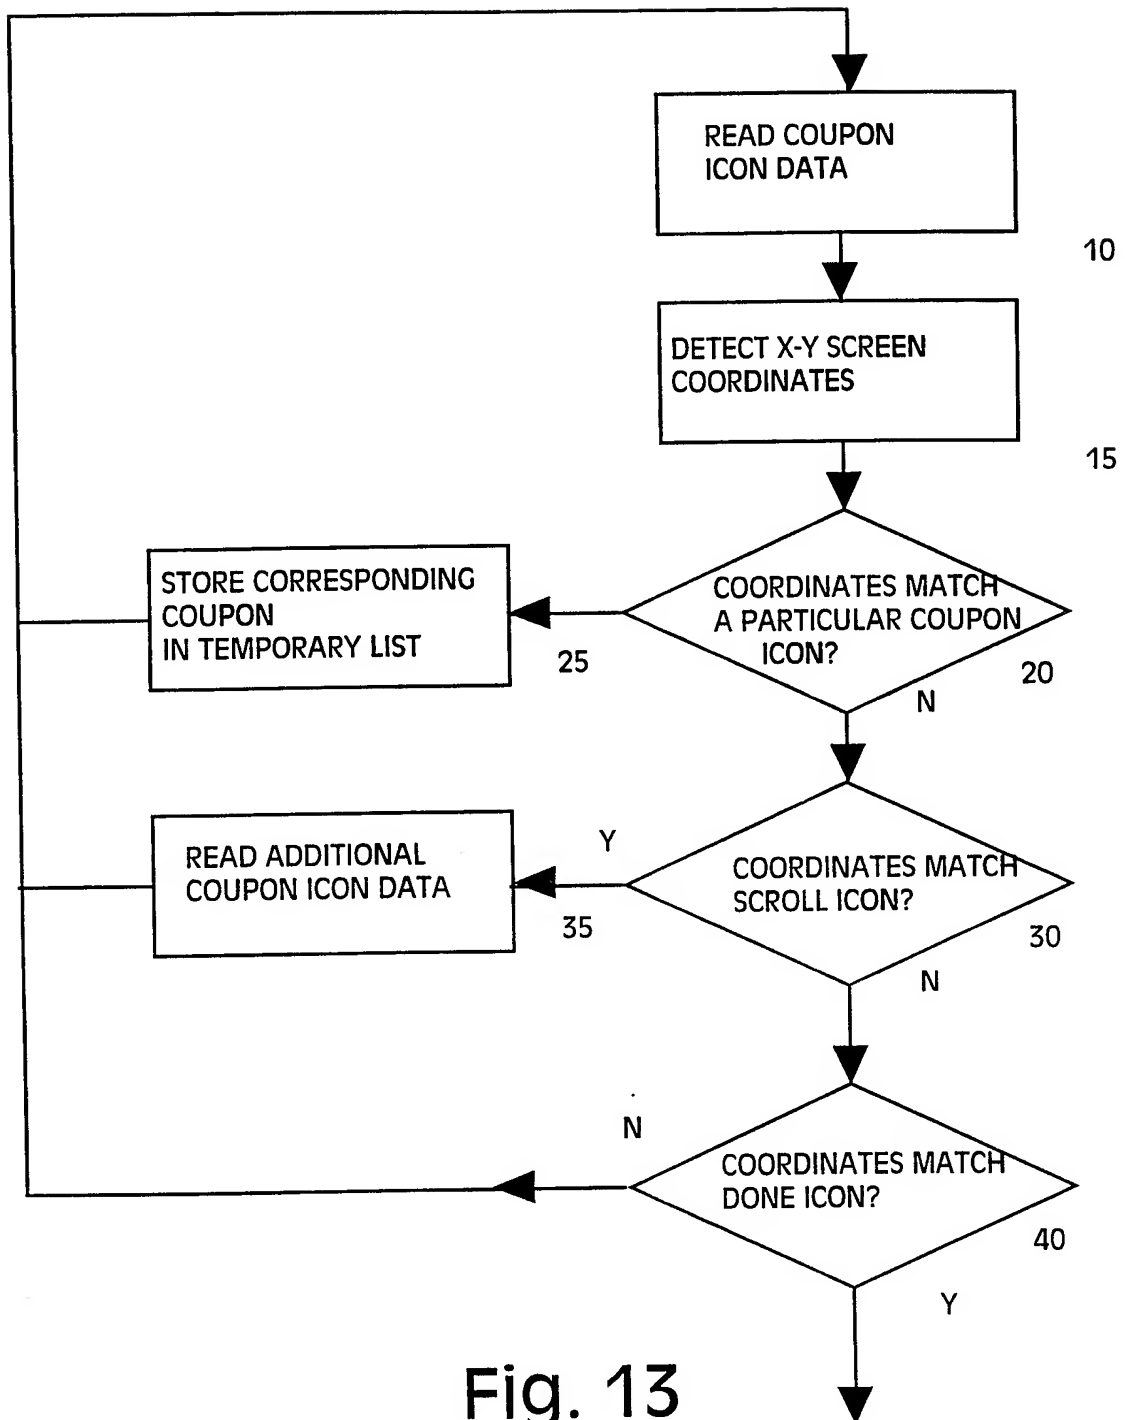 READ COUPON
ICON DATA
10
DETECT X-Y SCREEN
COORDINATES
15
COORDINATES MATCH
A PARTICULAR COUPON
ICON?
20
N
STORE CORRESPONDING
COUPON
IN TEMPORARY LIST
25
COORDINATES MATCH
SCROLL ICON?
30
Y
N
READ ADDITIONAL
COUPON ICON DATA
35
COORDINATES MATCH
DONE ICON?
40
N
Y
Fig. 13